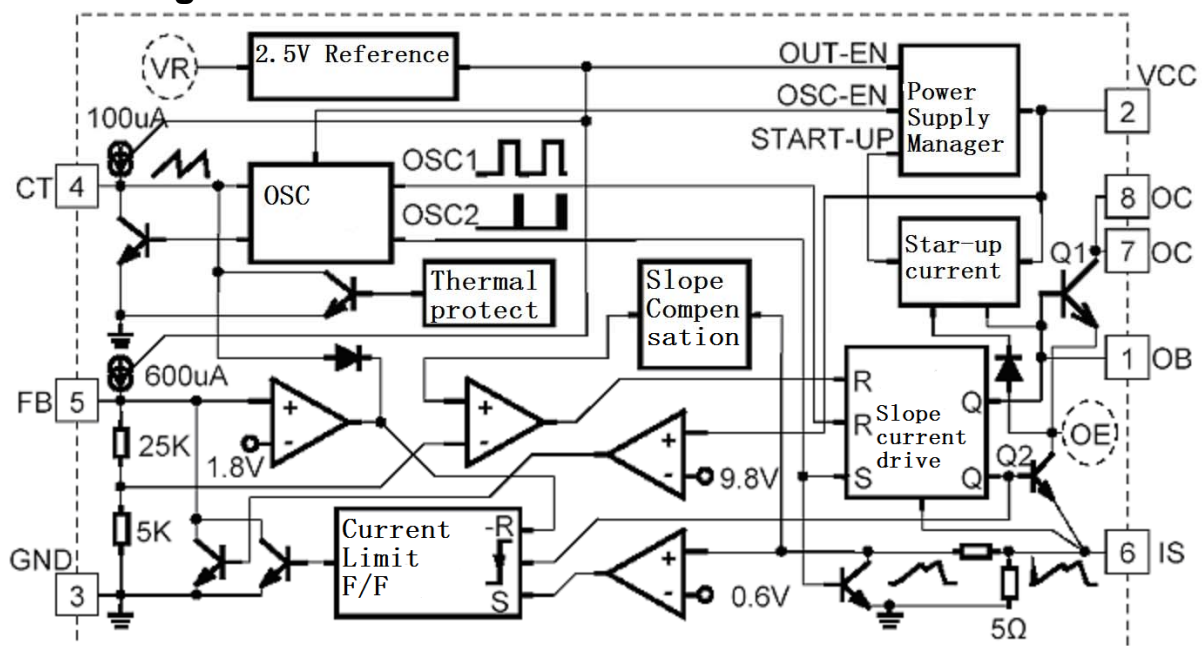 2.5V Reference
VR
OUT-EN
OSC-EN
START-UP
Power
Supply
Manager
VCC
2
100uA
CT
4
OSC
OSC1
OSC2
8
OC
7
OC
Q1
Star-up
current
Thermal
protect
Slope
Compen
sation
600uA
FB
5
25K
5K
1.8V
+
-
+
-
+
-
9.8V
R
R
S
Q
Q
Slope
current
drive
1
OB
OE
Q2
GND
3
Current
Limit
F/F
-R
S
+
-
0.6V
5Ω
6
IS